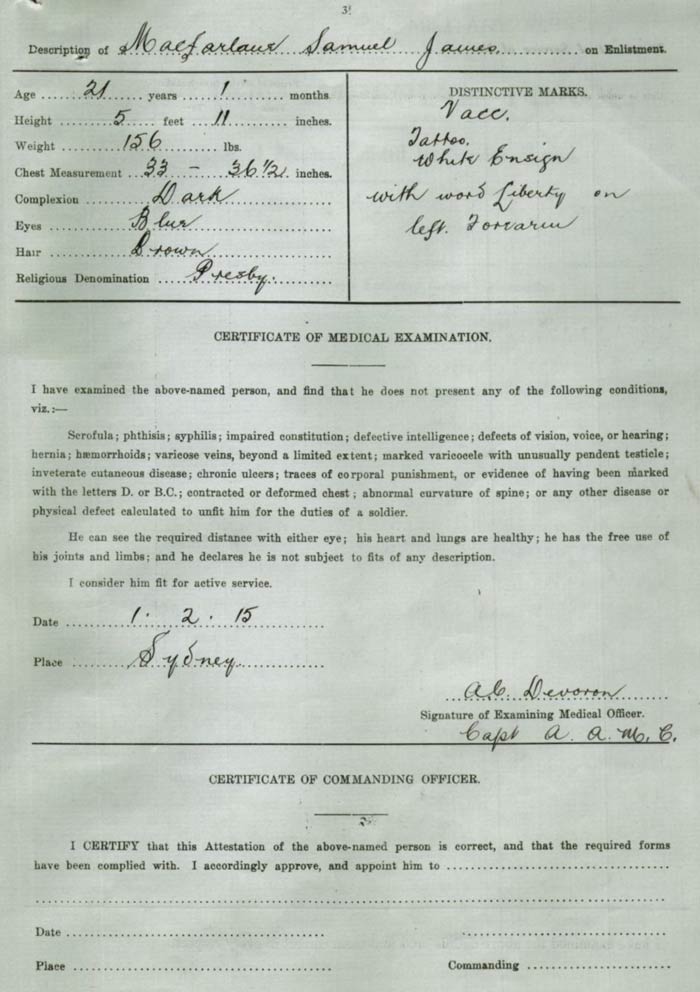 3
Description of Macfarlane Samuel James on Enlistment.
Age 21 years 1 months
Height 5 feet 11 inches.
Weight 156 lbs.
Chest Measurement 33 - 36 1/2 inches.
Complexion Dark
Eyes Blue
Hair Brown
Religious Denomination Presby.
DISTINCTIVE MARKS.
Vacc.
Tattoo.
White Ensign
with word Liberty on
left Forearm
CERTIFICATE OF MEDICAL EXAMINATION.
I have examined the above-named person, and find that he does not present any of the following conditions,
viz.:—
Scrofula; phthisis; syphilis; impaired constitution; defective intelligence; defects of vision, voice, or hearing;
hernia; hæmorrhoids; varicose veins, beyond a limited extent; marked varicocele with unusually pendent testicle;
inveterate cutaneous disease; chronic ulcers; traces of corporal punishment, or evidence of having been marked
with the letters D. or B.C.; contracted or deformed chest; abnormal curvature of spine; or any other disease or
physical defect calculated to unfit him for the duties of a soldier.
He can see the required distance with either eye; his heart and lungs are healthy; he has the free use of
his joints and limbs; and he declares he is not subject to fits of any description.
I consider him fit for active service.
Date 1. 2. 15
Place Sydney
Signature of Examining Medical Officer.
Capt A. A. M. C.
CERTIFICATE OF COMMANDING OFFICER.
I CERTIFY that this Attestation of the above-named person is correct, and that the required forms
have been complied with. I accordingly approve, and appoint him to
Date
Place
Commanding